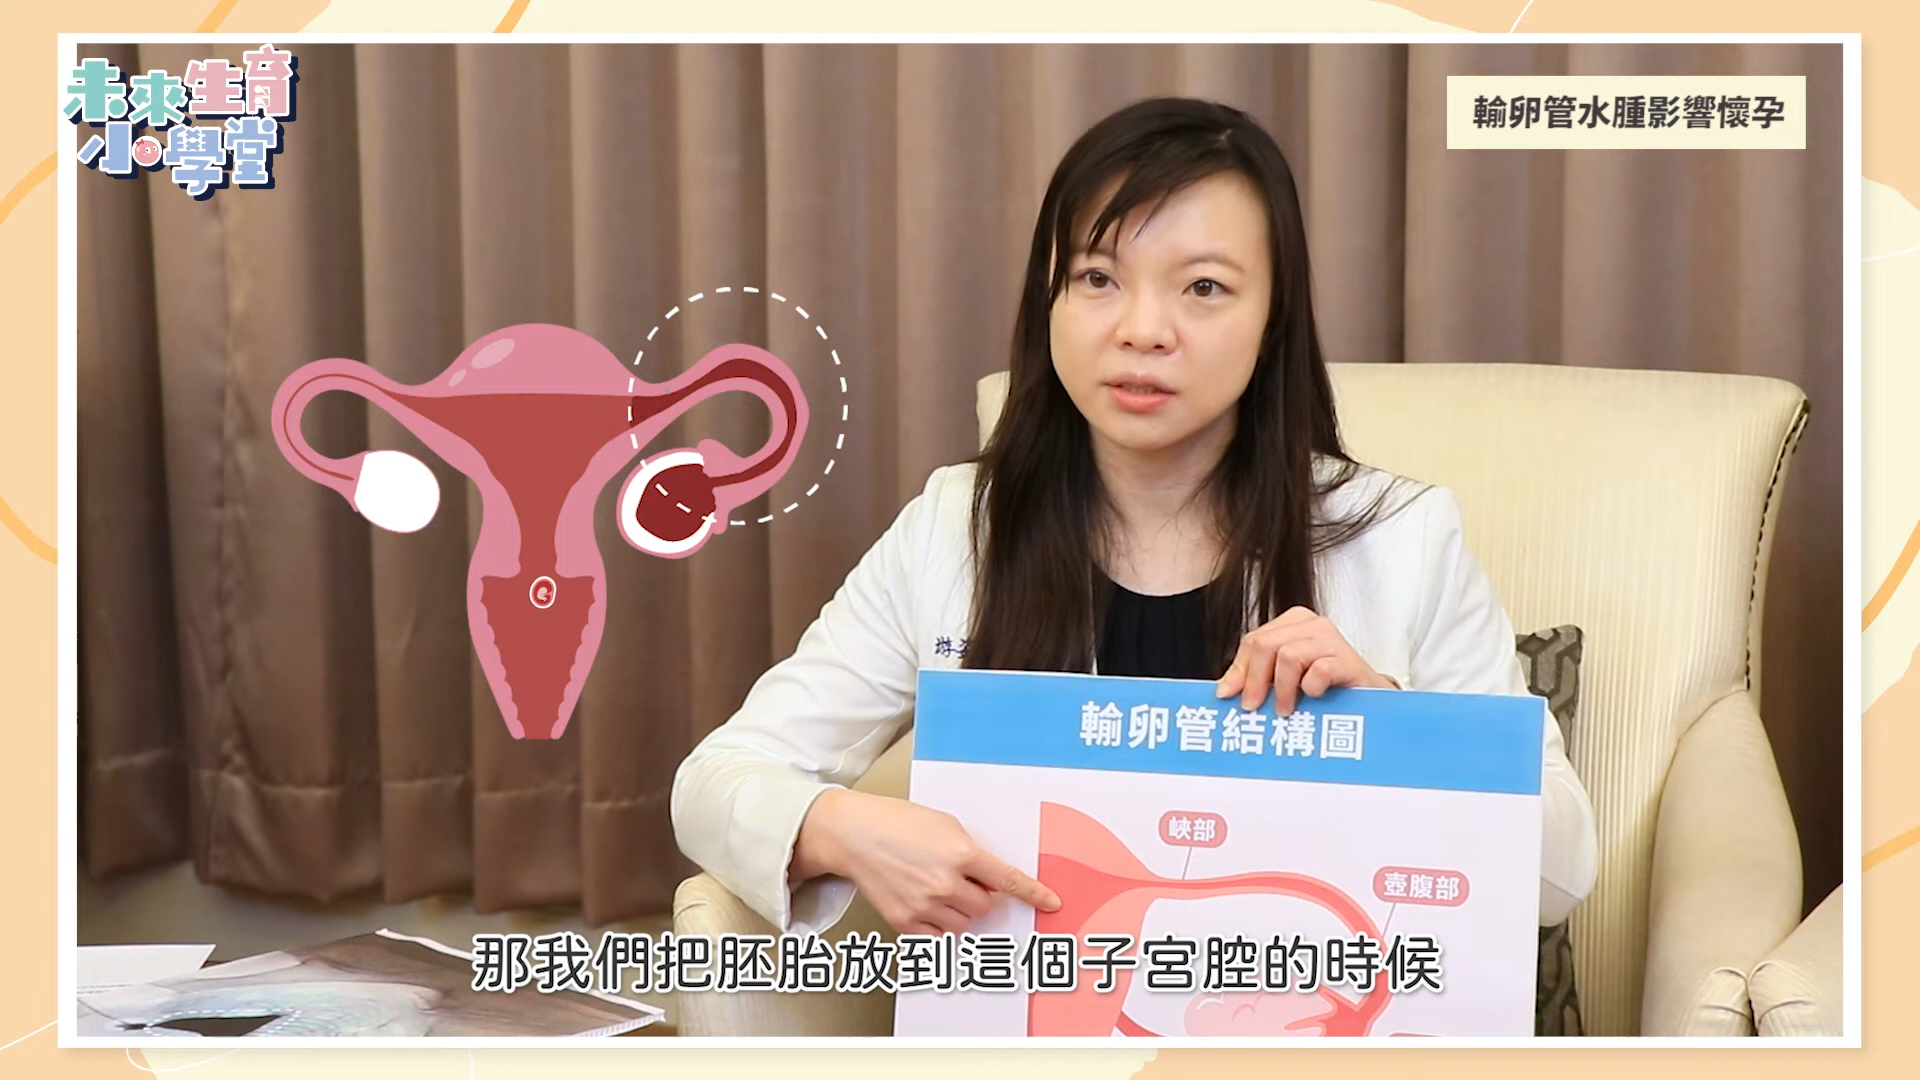 未來生育
小學堂
輸卵管水腫影響懷孕
輸卵管結構圖
峽部
壺腹部
那我們把胚胎放到這個子宮腔的時候